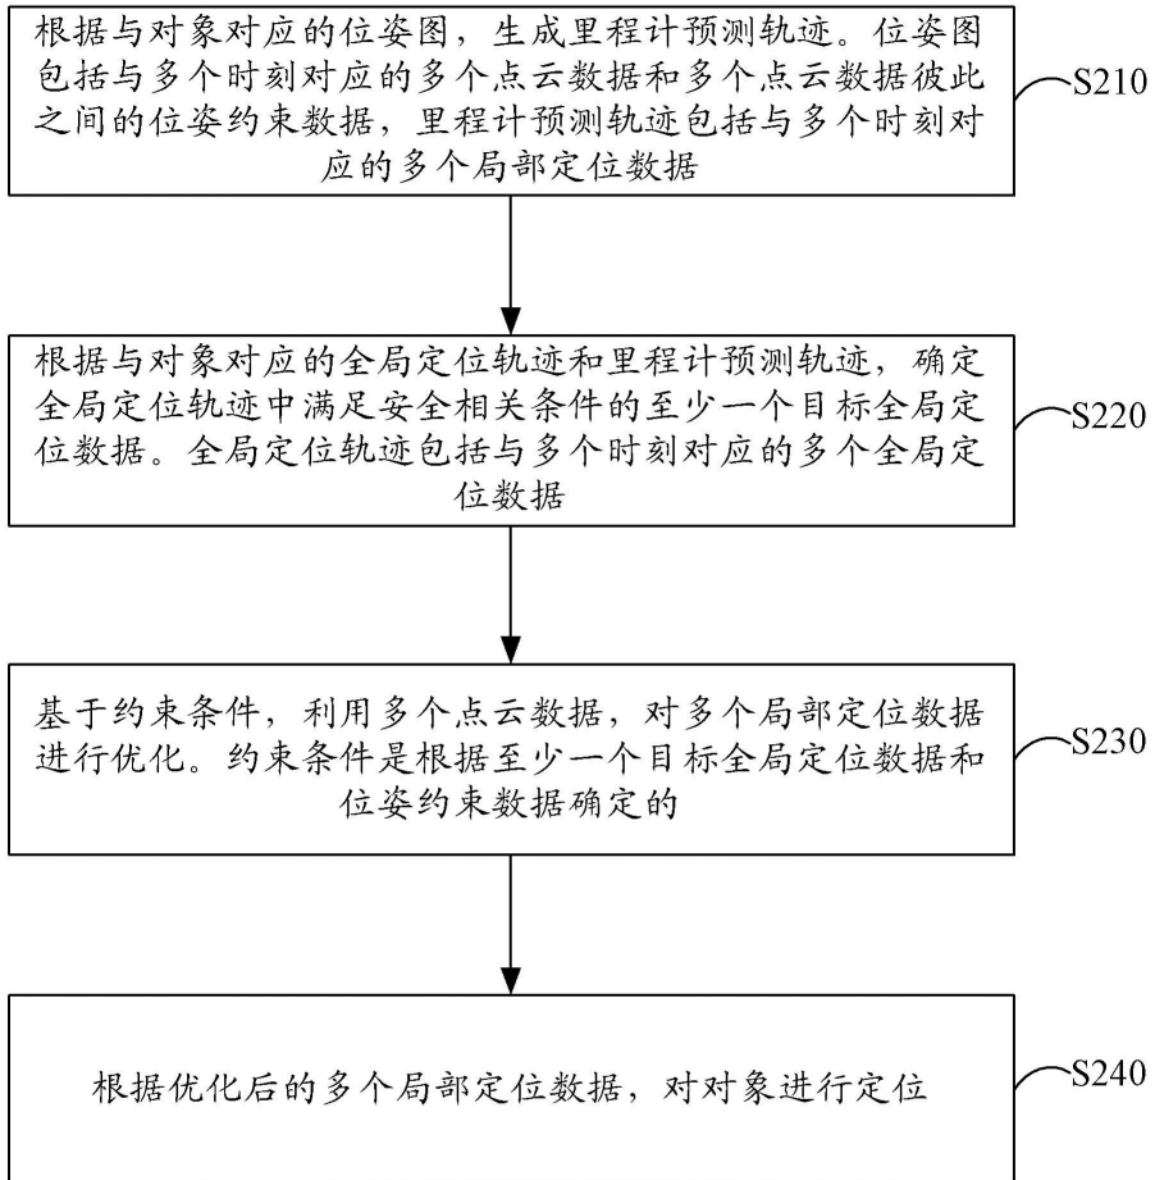 根据与对象对应的位姿图，生成里程计预测轨迹。位姿图
包括与多个时刻对应的多个点云数据和多个点云数据彼此
之间的位姿约束数据，里程计预测轨迹包括与多个时刻对
应的多个局部定位数据
S210
根据与对象对应的全局定位轨迹和里程计预测轨迹，确定
全局定位轨迹中满足安全相关条件的至少一个目标全局定
位数据。全局定位轨迹包括与多个时刻对应的多个全局定
位数据
S220
基于约束条件，利用多个点云数据，对多个局部定位数据
进行优化。约束条件是根据至少一个目标全局定位数据和
位姿约束数据确定的
S230
根据优化后的多个局部定位数据，对对象进行定位
S240